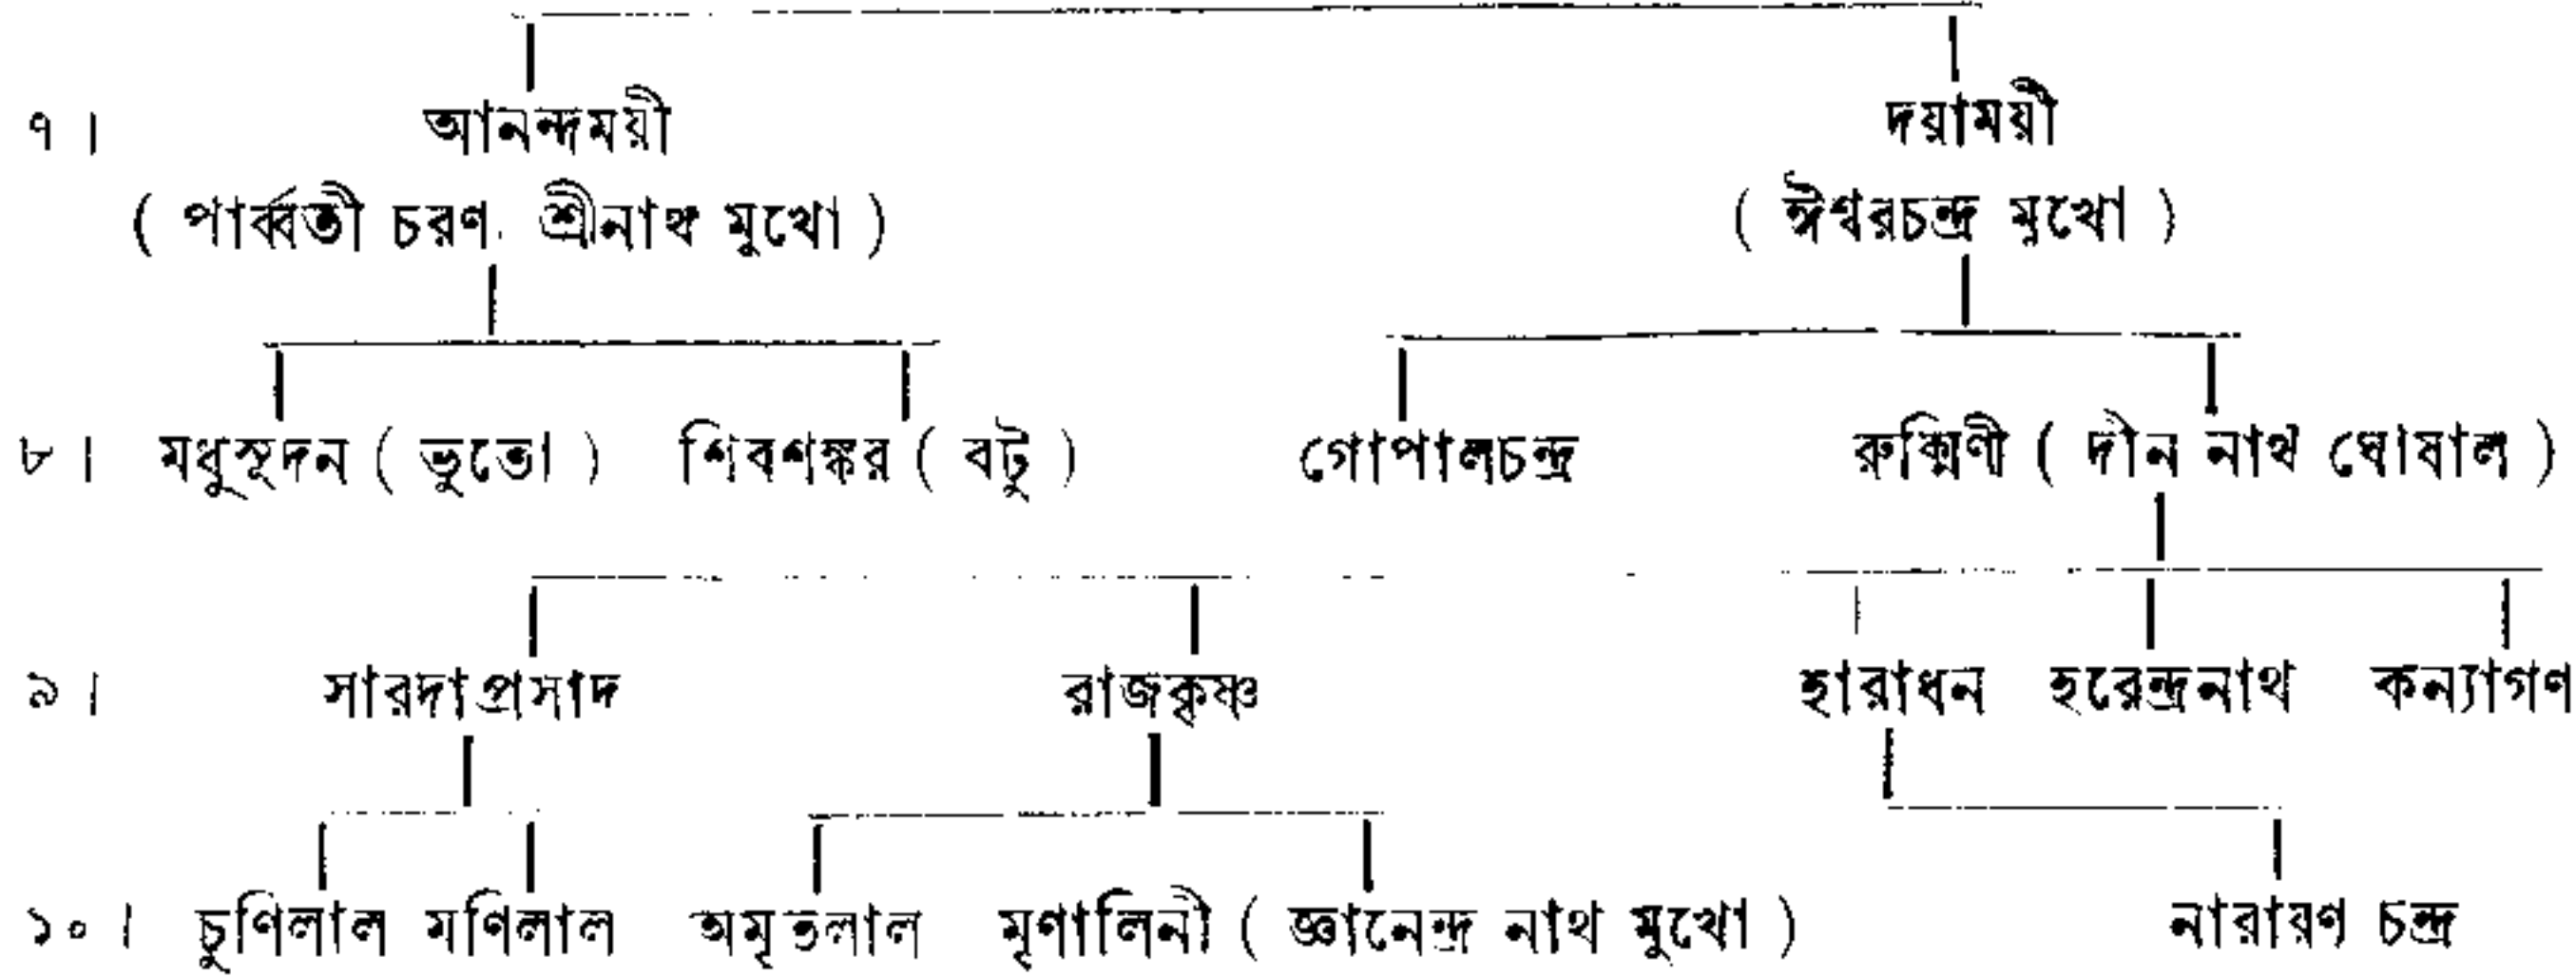 ৭। আনন্দময়ী দয়াময়ী
( পার্ব্বতী চরণ শ্রীনাথ মুখো ) ( ঈশ্বরচন্দ্র মুখো )
৮। মধুসূদন ( ভুতো ) শিবশঙ্কর ( বটু ) গোপালচন্দ্র রুক্মিণী ( দীন নাথ ঘোষাল )
৯। সারদাপ্রসাদ রাজকৃষ্ণ হারাধন হরেন্দ্রনাথ কন্যাগণ
১০। চুণিলাল মণিলাল অমৃতলাল মৃণালিনী ( জ্ঞানেন্দ্র নাথ মুখো ) নারায়ণ চন্দ্র